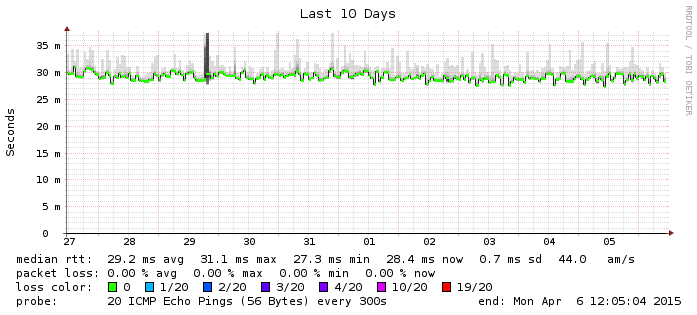 Last 10 Days
RRDTOOL / TOBI OETIKER
Seconds
35 m
30 m
25 m
20 m
15 m
10 m
5 m
0
27 28 29 30 31 01 02 03 04 05
median rtt: 29.2 ms avg 31.1 ms max 27.3 ms min 28.4 ms now 0.7 ms sd 44.0 am/s
packet loss: 0.00 % avg 0.00 % max 0.00 % min 0.00 % now
loss color: 0 1/20 2/20 3/20 4/20 10/20 19/20
probe: 20 ICMP Echo Pings (56 Bytes) every 300s end: Mon Apr 6 12:05:04 2015